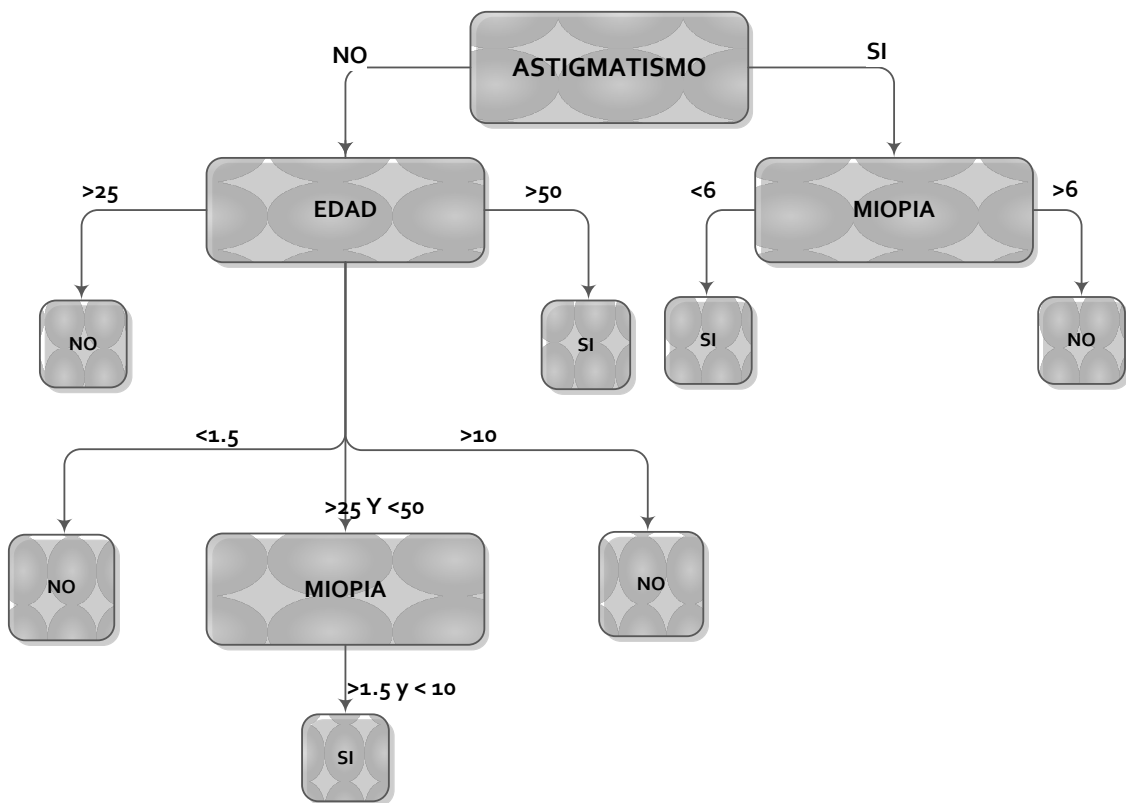 NO
ASTIGMATISMO
SI
>25
EDAD
>50
<6
MIOPIA
>6
NO
SI
SI
NO
<1.5
>10
>25 Y <50
NO
MIOPIA
NO
>1.5 y < 10
SI